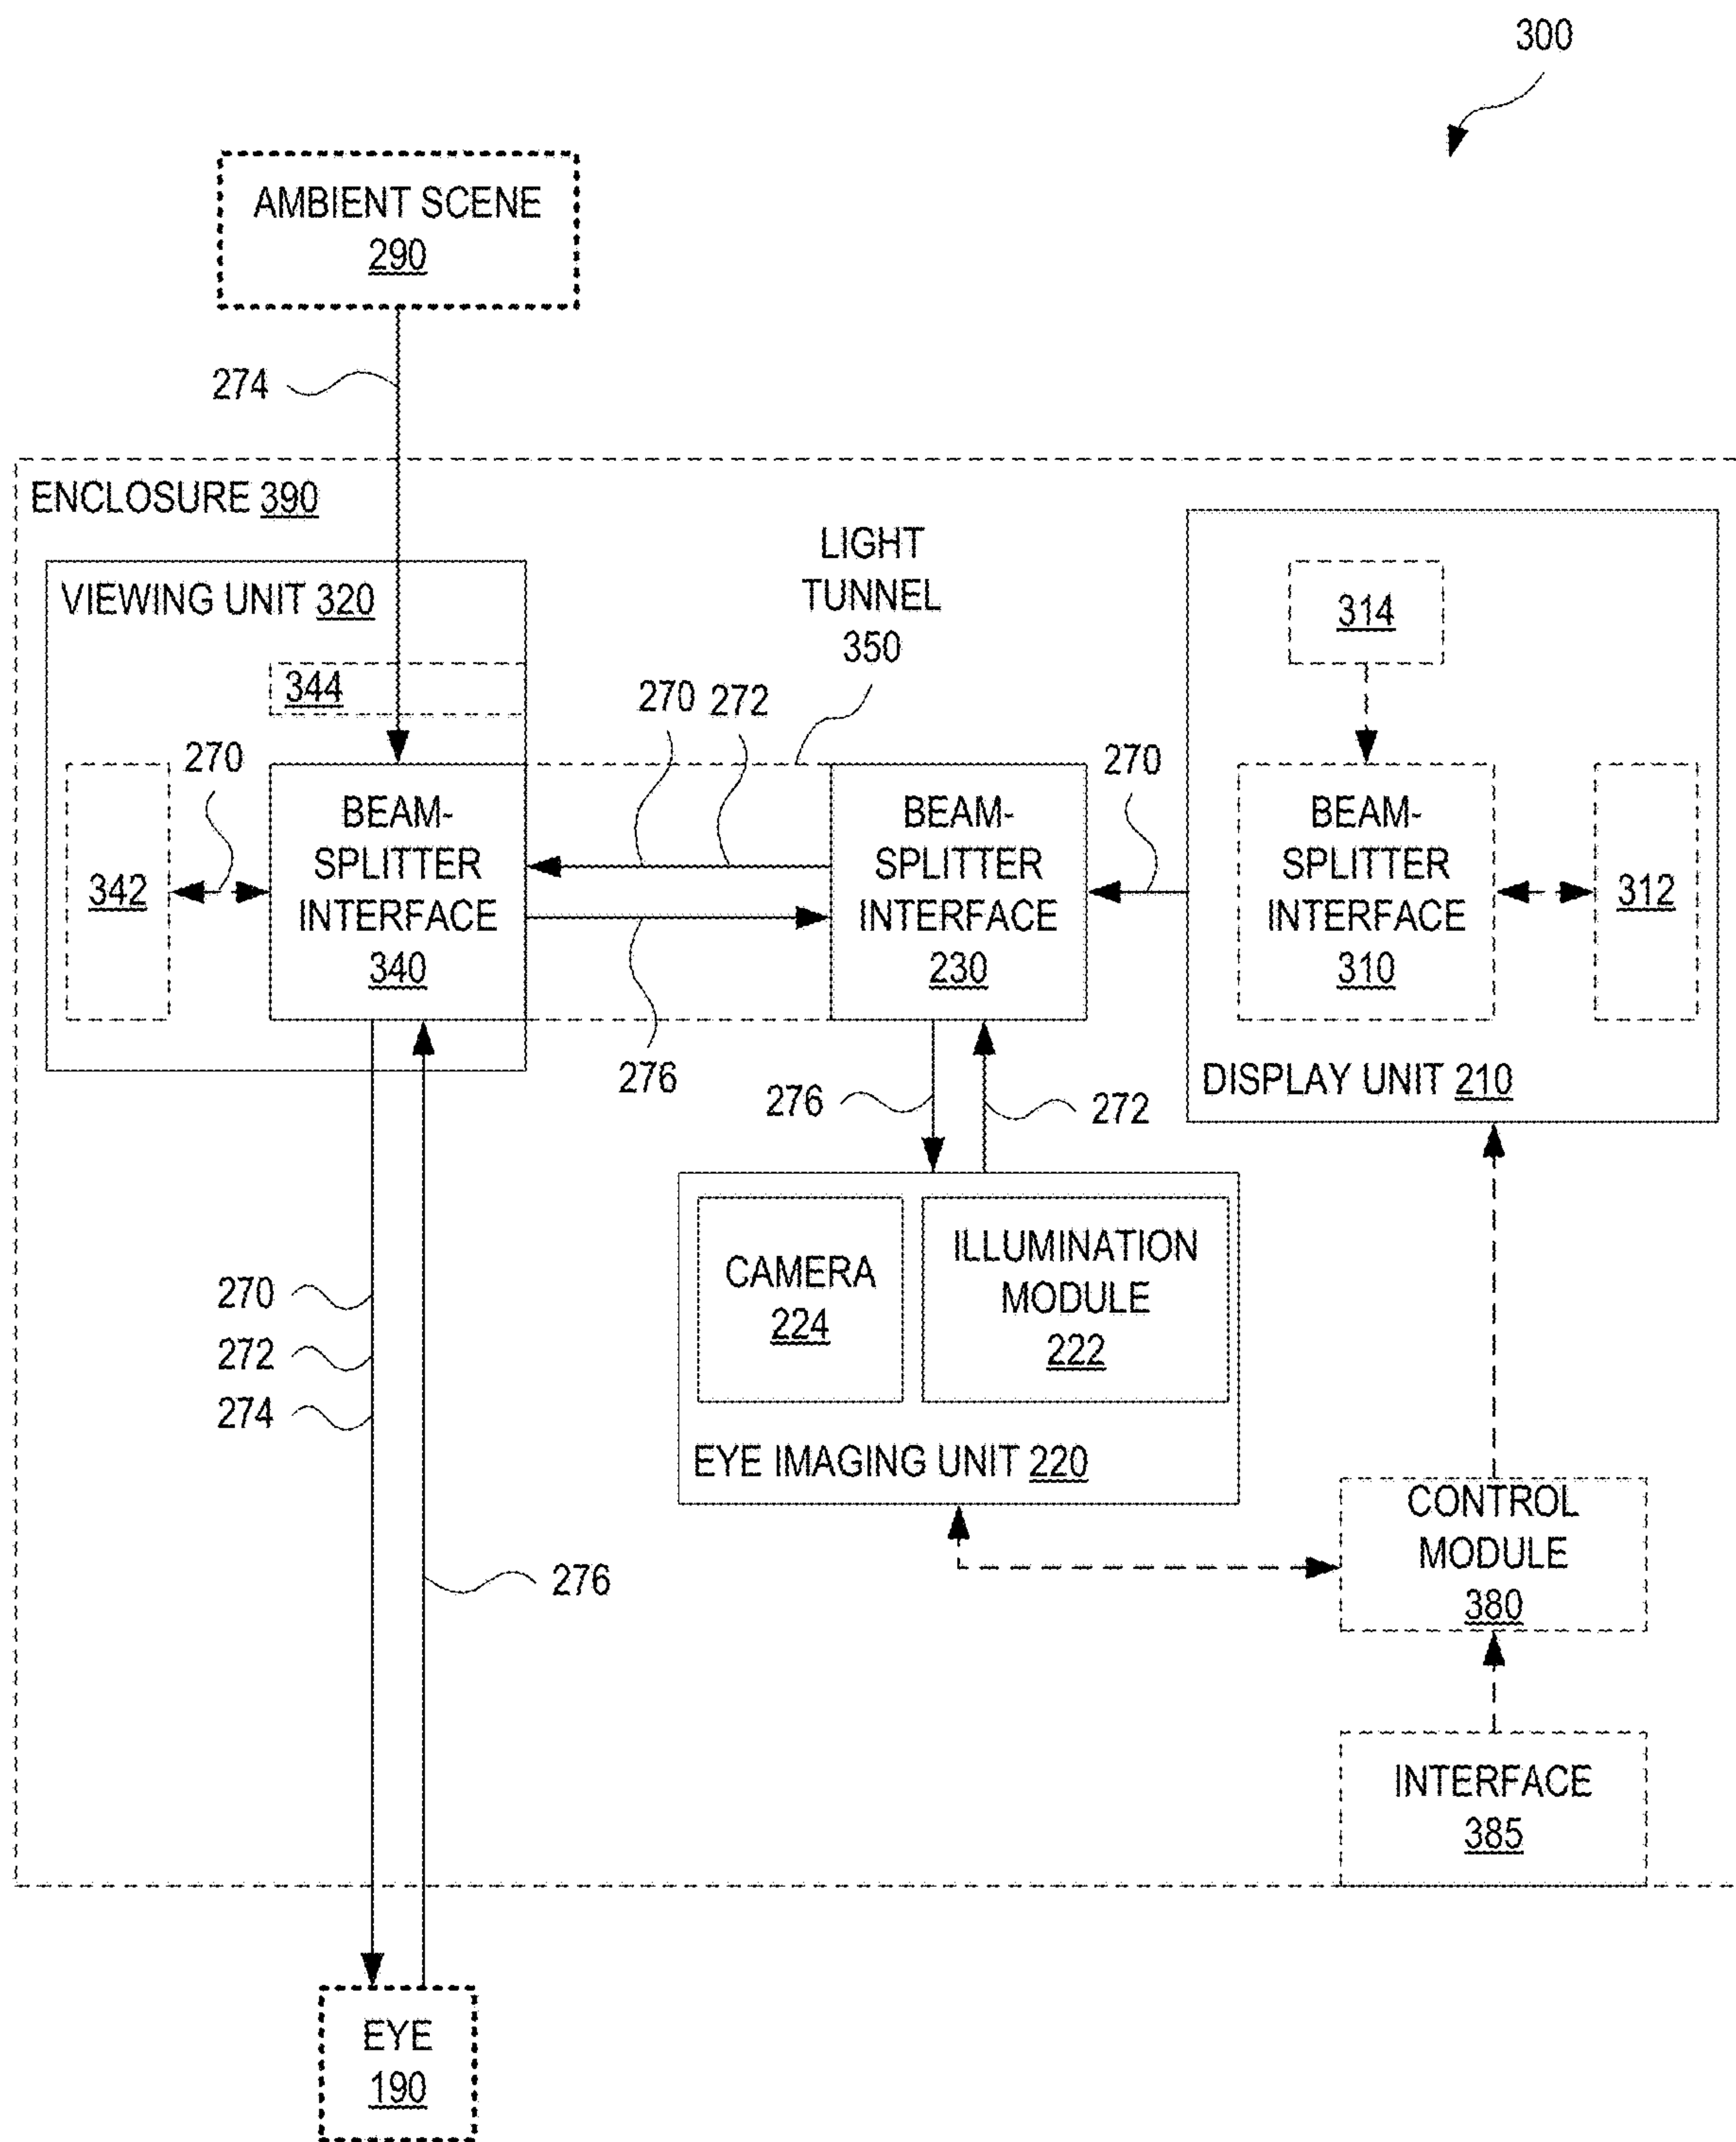 300
AMBIENT SCENE
290
274
ENCLOSURE 390
LIGHT
TUNNEL
350
VIEWING UNIT 320
314
344
270
272
270
270
BEAM-
SPLITTER
INTERFACE
340
BEAM-
SPLITTER
INTERFACE
230
BEAM-
SPLITTER
INTERFACE
310
342
312
276
276
272
DISPLAY UNIT 210
CAMERA
224
ILLUMINATION
MODULE
222
EYE IMAGING UNIT 220
270
272
274
276
CONTROL
MODULE
380
INTERFACE
385
EYE
190